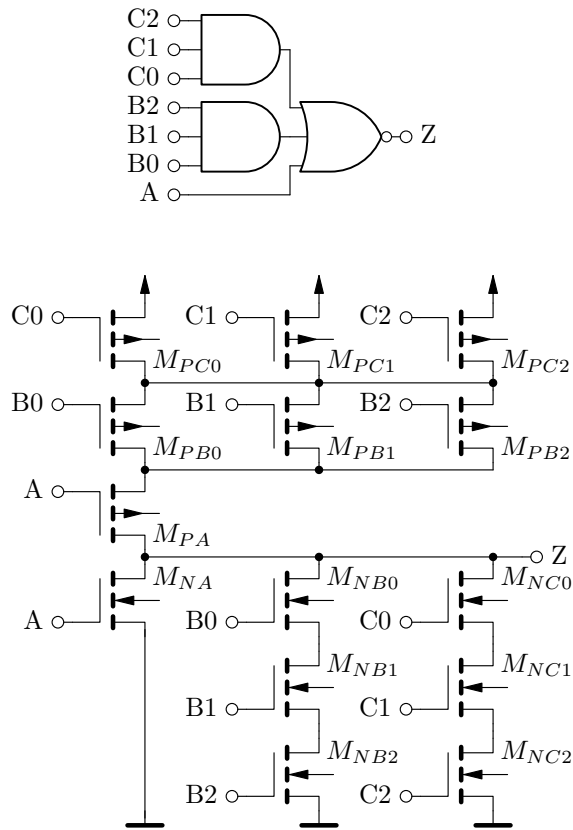 C2
C1
C0
B2
B1
B0
A
Z
C0 C1 C2
M_PC0 M_PC1 M_PC2
B0 B1 B2
M_PB0 M_PB1 M_PB2
A
M_PA
Z
M_NA M_NB0 M_NC0
A B0 C0
M_NB1 M_NC1
B1 C1
M_NB2 M_NC2
B2 C2